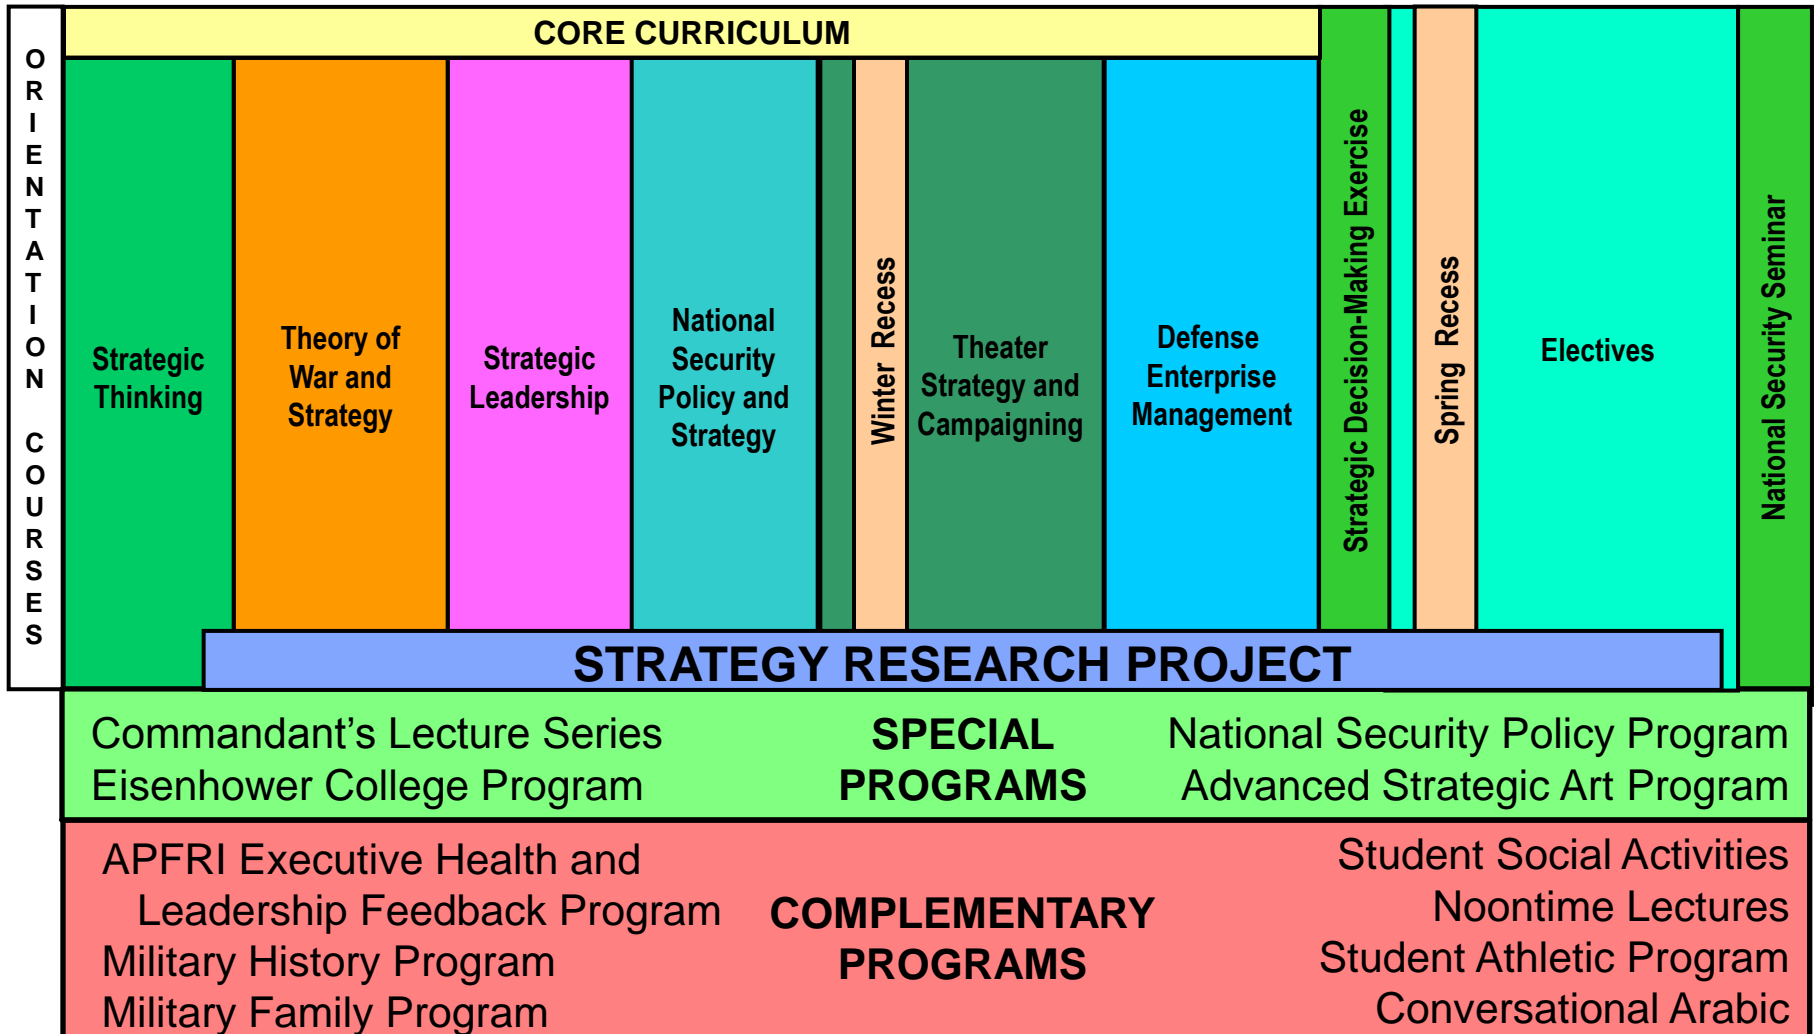 ORIENTATION COURSES
CORE CURRICULUM
Strategic
Thinking
Theory of
War and
Strategy
Strategic
Leadership
National
Security
Policy and
Strategy
Winter Recess
Theater
Strategy and
Campaigning
Defense
Enterprise
Management
Strategic Decision-Making Exercise
Spring Recess
Electives
National Security Seminar
STRATEGY RESEARCH PROJECT
Commandant’s Lecture Series
Eisenhower College Program
SPECIAL
PROGRAMS
National Security Policy Program
Advanced Strategic Art Program
APFRI Executive Health and
Leadership Feedback Program
Military History Program
Military Family Program
COMPLEMENTARY
PROGRAMS
Student Social Activities
Noontime Lectures
Student Athletic Program
Conversational Arabic